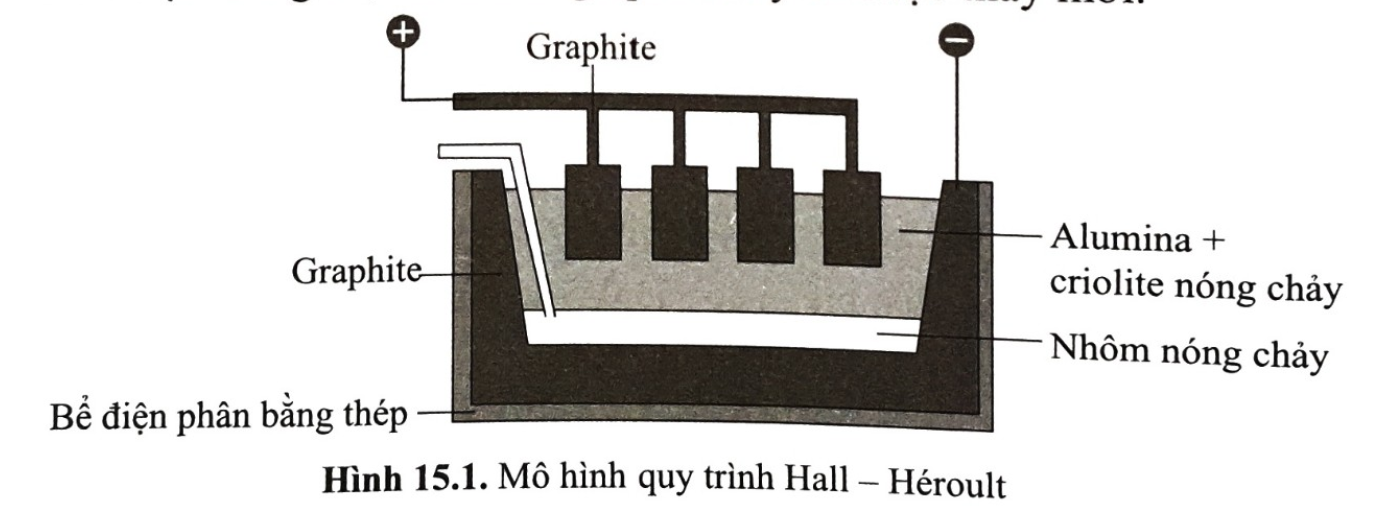 +
Graphite
−
Graphite
Alumina +
criolite nóng chảy
Nhôm nóng chảy
Bể điện phân bằng thép
Hình 15.1. Mô hình quy trình Hall – Héroult